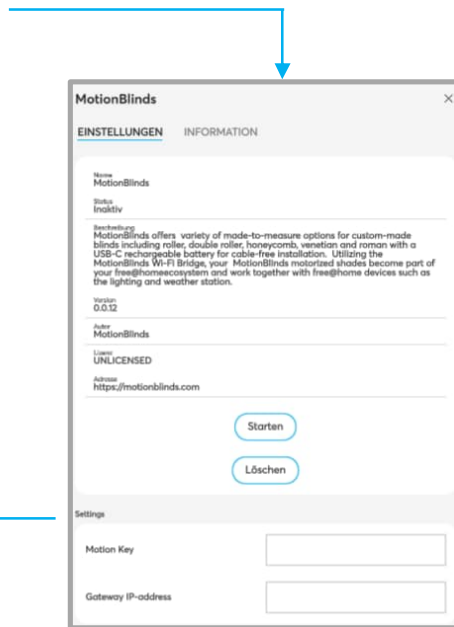 MotionBlinds ×
EINSTELLUNGEN INFORMATION
Name
MotionBlinds
Status
Inaktiv
Beschreibung
MotionBlinds offers variety of made-to-measure options for custom-made
blinds including roller, double roller, honeycomb, venetian and roman with a
USB-C rechargeable battery for cable-free installation. Utilizing the
MotionBlinds Wi-Fi Bridge, your MotionBlinds motorized shades become part of
your free@homeecosystem and work together with free@home devices such as
the lighting and weather station.
Version
0.0.12
Autor
MotionBlinds
Lizenz
UNLICENSED
Adresse
https://motionblinds.com
Starten
Löschen
Settings
Motion Key
Gateway IP-address